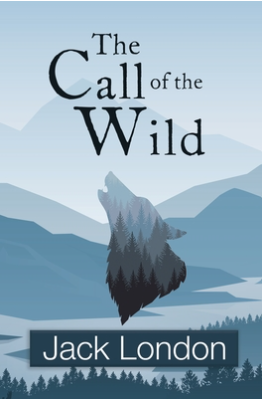 The
Call of the
Wild
Jack London